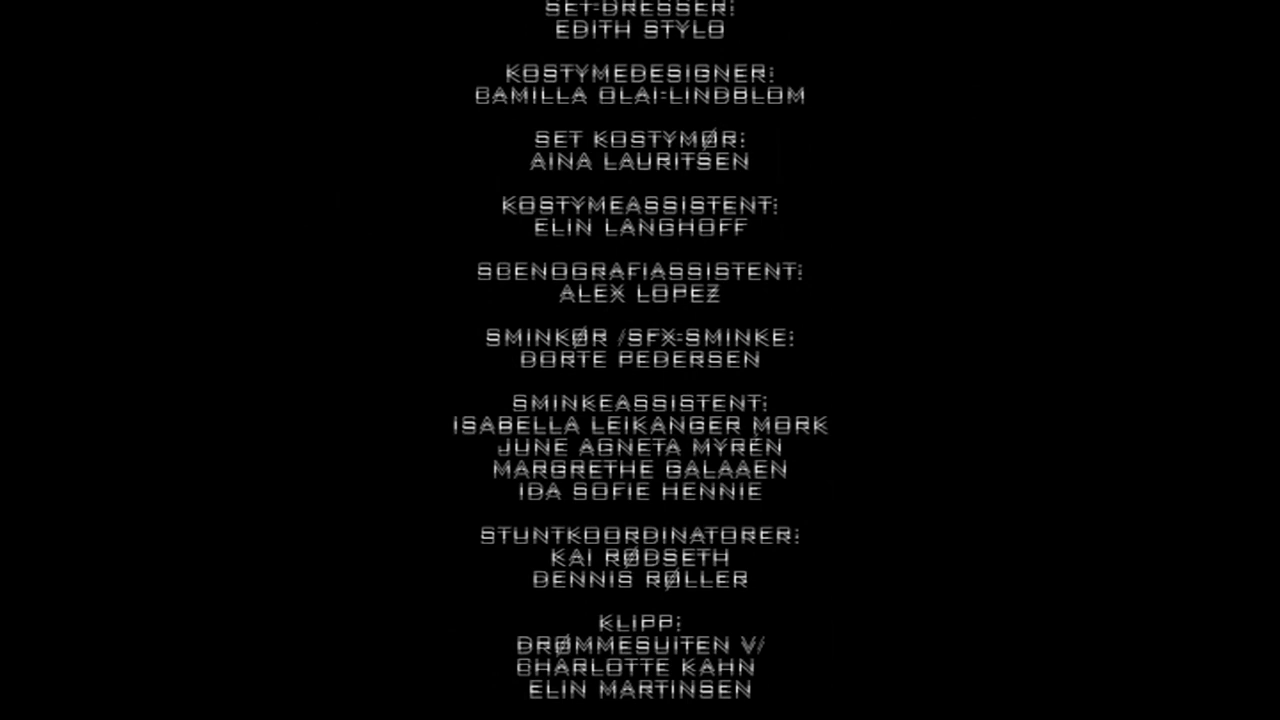 SET-DRESSER:
EDITH STYLO
KOSTYMEDESIGNER:
CAMILLA OLAI-LINDBLOM
SET KOSTYMØR:
AINA LAURITSEN
KOSTYMEASSISTENT:
ELIN LANGHOFF
SCENOGRAFIASSISTENT:
ALEX LOPEZ
SMINKØR /SFX-SMINKE:
DORTE PEDERSEN
SMINKEASSISTENT:
ISABELLA LEIKANGER MORK
JUNE AGNETA MYRÉN
MARGRETHE GALAAEN
IDA SOFIE HENNIE
STUNTKOORDINATORER:
KAI RØDSETH
DENNIS RØLLER
KLIPP:
DRØMMESUITEN V/
CHARLOTTE KAHN
ELIN MARTINSEN